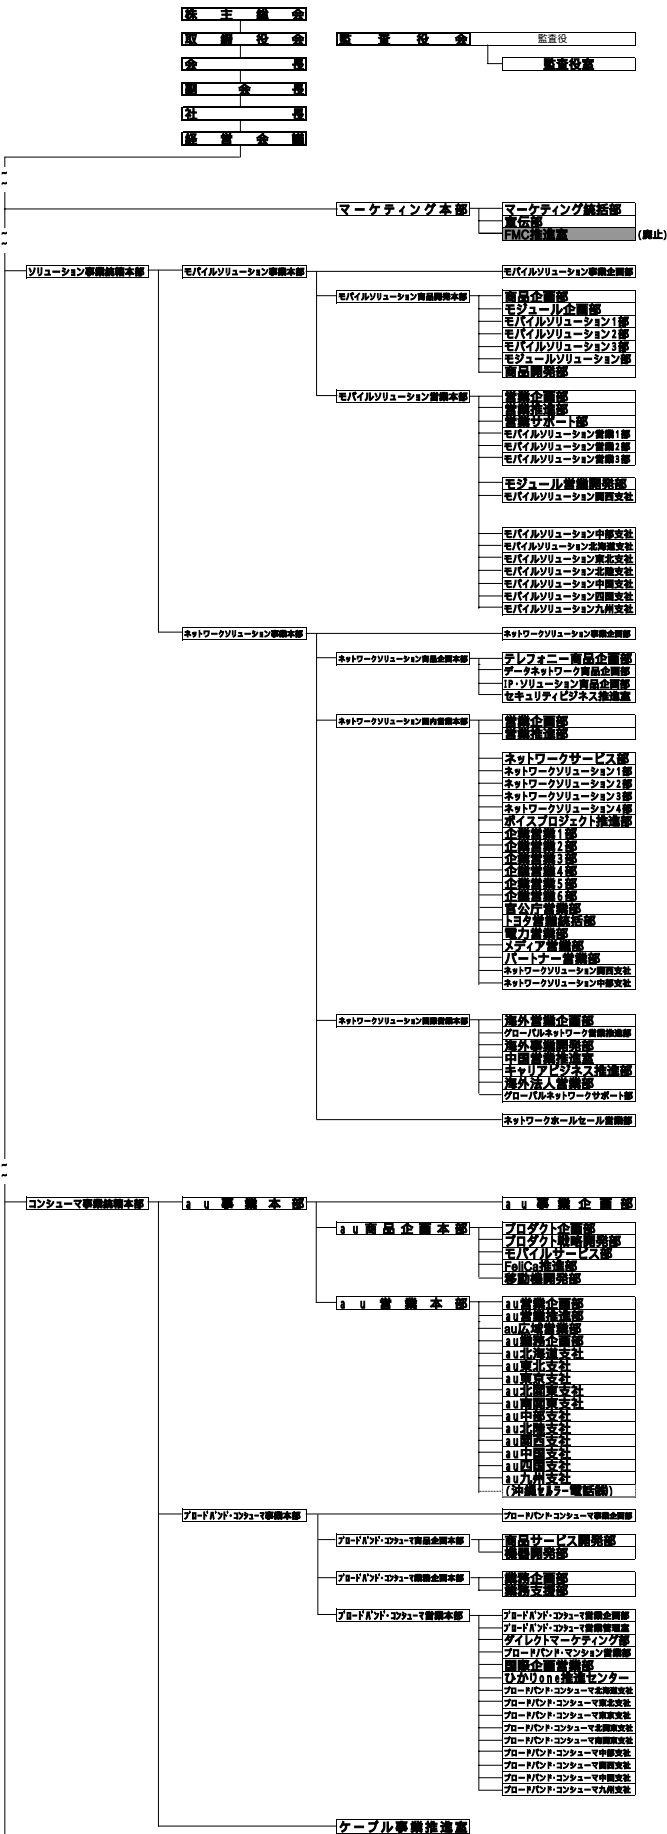 株主総会
取締役会
監査役会 監査役
会長
監査役室
副会長
社長
経営会議
マーケティング本部
マーケティング統括部
宣伝部
FMC推進室 (廃止)
ソリューション事業統轄本部
モバイルソリューション事業本部
モバイルソリューション事業企画部
モバイルソリューション商品開発本部
商品企画部
モジュール企画部
モバイルソリューション1部
モバイルソリューション2部
モバイルソリューション3部
モジュールソリューション部
商品開発部
モバイルソリューション営業本部
営業企画部
営業推進部
営業サポート部
モバイルソリューション営業1部
モバイルソリューション営業2部
モバイルソリューション営業3部
モジュール営業開発部
モバイルソリューション関西支社
モバイルソリューション中部支社
モバイルソリューション北海道支社
モバイルソリューション東北支社
モバイルソリューション北陸支社
モバイルソリューション中国支社
モバイルソリューション四国支社
モバイルソリューション九州支社
ネットワークソリューション事業本部
ネットワークソリューション事業企画部
ネットワークソリューション商品企画本部
テレフォニー商品企画部
データネットワーク商品企画部
IP・ソリューション商品企画部
セキュリティビジネス推進室
ネットワークソリューション国内営業本部
営業企画部
営業推進部
ネットワークサービス部
ネットワークソリューション1部
ネットワークソリューション2部
ネットワークソリューション3部
ネットワークソリューション4部
ボイスプロジェクト推進部
企業営業1部
企業営業2部
企業営業3部
企業営業4部
企業営業5部
企業営業6部
官公庁営業部
トヨタ営業統括部
電力営業部
メディア営業部
パートナー営業部
ネットワークソリューション関西支社
ネットワークソリューション中部支社
ネットワークソリューション国際営業本部
海外営業企画部
グローバルネットワーク営業推進部
海外事業開発部
中国営業推進室
キャリアビジネス推進部
海外法人営業部
グローバルネットワークサポート部
ネットワークホールセール営業部
コンシューマ事業統轄本部
au事業本部
au事業企画部
au商品企画本部
プロダクト企画部
プロダクト戦略開発部
モバイルサービス部
FeliCa推進部
移動機開発部
au営業本部
au営業企画部
au営業推進部
au広域営業部
au業務企画部
au北海道支社
au東北支社
au東京支社
au北関東支社
au南関東支社
au中部支社
au北陸支社
au関西支社
au中国支社
au四国支社
au九州支社
(沖縄セルラー電話㈱)
ブロードバンド・コンシューマ事業本部
ブロードバンド・コンシューマ事業企画部
ブロードバンド・コンシューマ商品企画本部
商品サービス開発部
機器開発部
ブロードバンド・コンシューマ業務企画本部
業務企画部
業務支援部
ブロードバンド・コンシューマ営業本部
ブロードバンド・コンシューマ営業企画部
ブロードバンド・コンシューマ営業管理室
ダイレクトマーケティング部
ブロードバンド・マンション営業部
国際企画営業部
ひかりone推進センター
ブロードバンド・コンシューマ北海道支社
ブロードバンド・コンシューマ東北支社
ブロードバンド・コンシューマ東京支社
ブロードバンド・コンシューマ北関東支社
ブロードバンド・コンシューマ南関東支社
ブロードバンド・コンシューマ中部支社
ブロードバンド・コンシューマ関西支社
ブロードバンド・コンシューマ中国支社
ブロードバンド・コンシューマ九州支社
ケーブル事業推進室